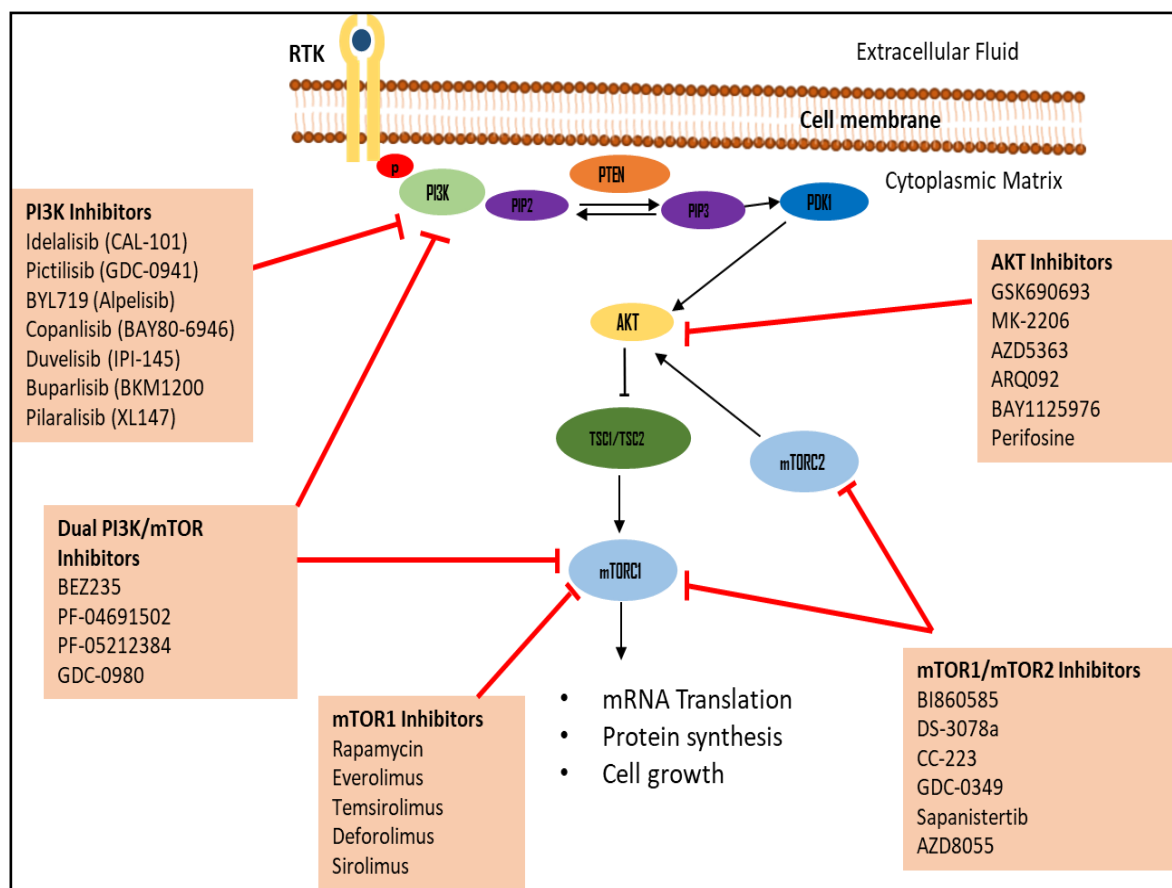 RTK
Extracellular Fluid
Cell membrane
p
PI3K
PIP2
PTEN
PIP3
PDK1
Cytoplasmic Matrix
PI3K Inhibitors
Idelalisib (CAL-101)
Pictilisib (GDC-0941)
BYL719 (Alpelisib)
Copanlisib (BAY80-6946)
Duvelisib (IPI-145)
Buparlisib (BKM1200
Pilaralisib (XL147)
AKT Inhibitors
GSK690693
MK-2206
AZD5363
ARQ092
BAY1125976
Perifosine
AKT
TSC1/TSC2
mTORC2
mTORC1
Dual PI3K/mTOR
Inhibitors
BEZ235
PF-04691502
PF-05212384
GDC-0980
mTOR1 Inhibitors
Rapamycin
Everolimus
Temsirolimus
Deforolimus
Sirolimus
• mRNA Translation
• Protein synthesis
• Cell growth
mTOR1/mTOR2 Inhibitors
BI860585
DS-3078a
CC-223
GDC-0349
Sapanistertib
AZD8055